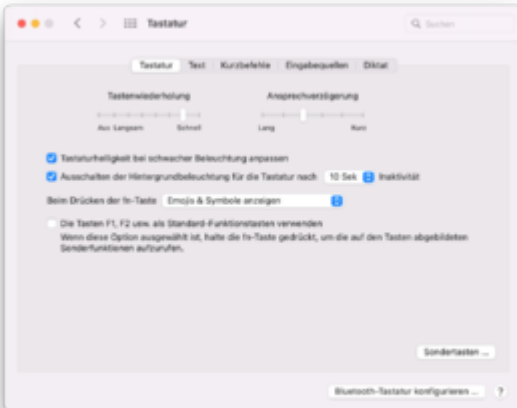 Tastatur
Suchen
Tastatur Text Kurzbefehle Eingabequellen Diktat
Tastenwiederholung Ansprechverzögerung
Aus Langsam Schnell Lang Kurz
Tastaturhelligkeit bei schwacher Beleuchtung anpassen
Ausschalten der Hintergrundbeleuchtung für die Tastatur nach 10 Sek Inaktivität
Beim Drücken der fn-Taste Emojis & Symbole anzeigen
Die Tasten F1, F2 usw. als Standard-Funktionstasten verwenden
Wenn diese Option ausgewählt ist, halte die fn-Taste gedrückt, um die auf den Tasten abgebildeten
Sonderfunktionen aufzurufen.
Sondertasten ...
Bluetooth-Tastatur konfigurieren ... ?